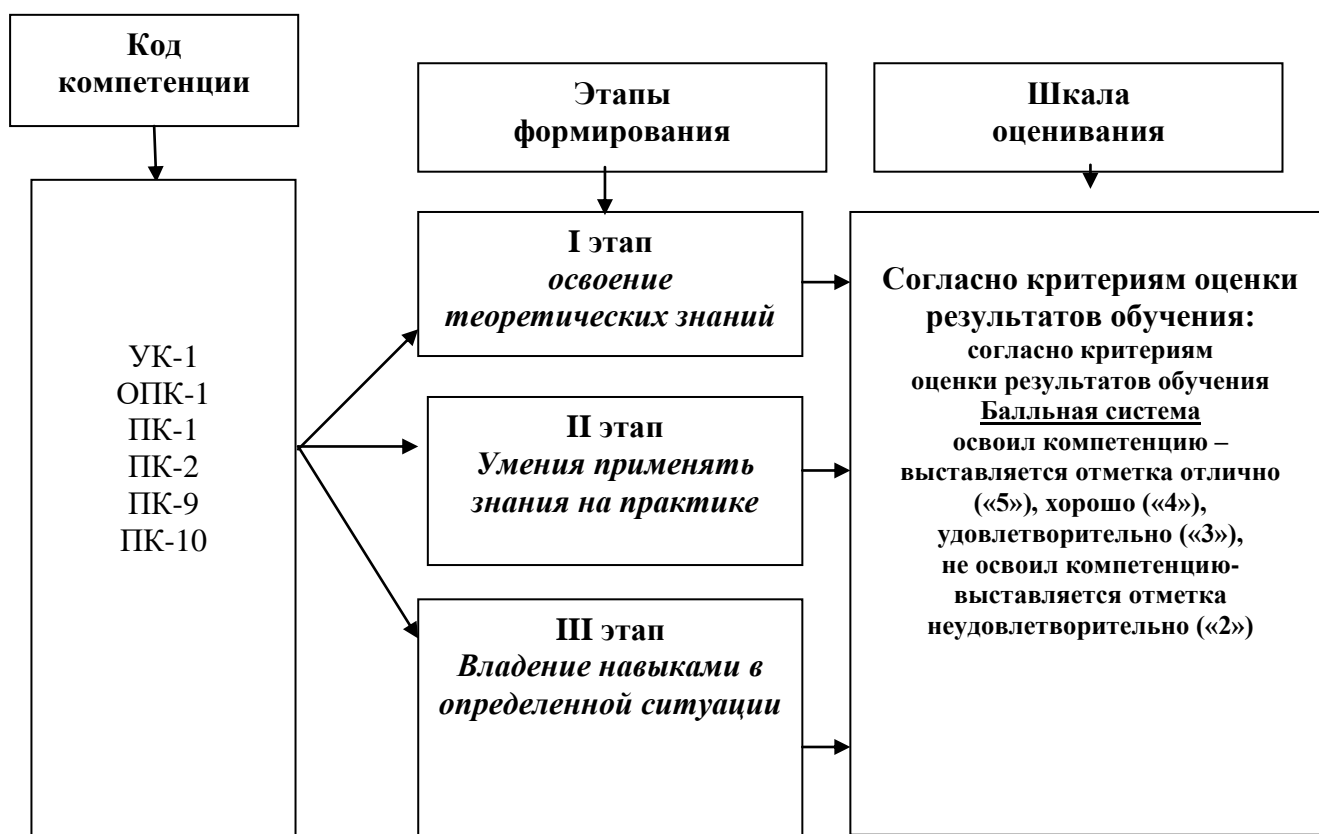 Код
компетенции
Этапы
формирования
Шкала
оценивания
УК-1
ОПК-1
ПК-1
ПК-2
ПК-9
ПК-10
I этап
освоение
теоретических знаний
II этап
Умения применять
знания на практике
III этап
Владение навыками в
определенной ситуации
Согласно критериям оценки
результатов обучения:
согласно критериям
оценки результатов обучения
Балльная система
освоил компетенцию –
выставляется отметка отлично
(«5»), хорошо («4»),
удовлетворительно («3»),
не освоил компетенцию-
выставляется отметка
неудовлетворительно («2»)